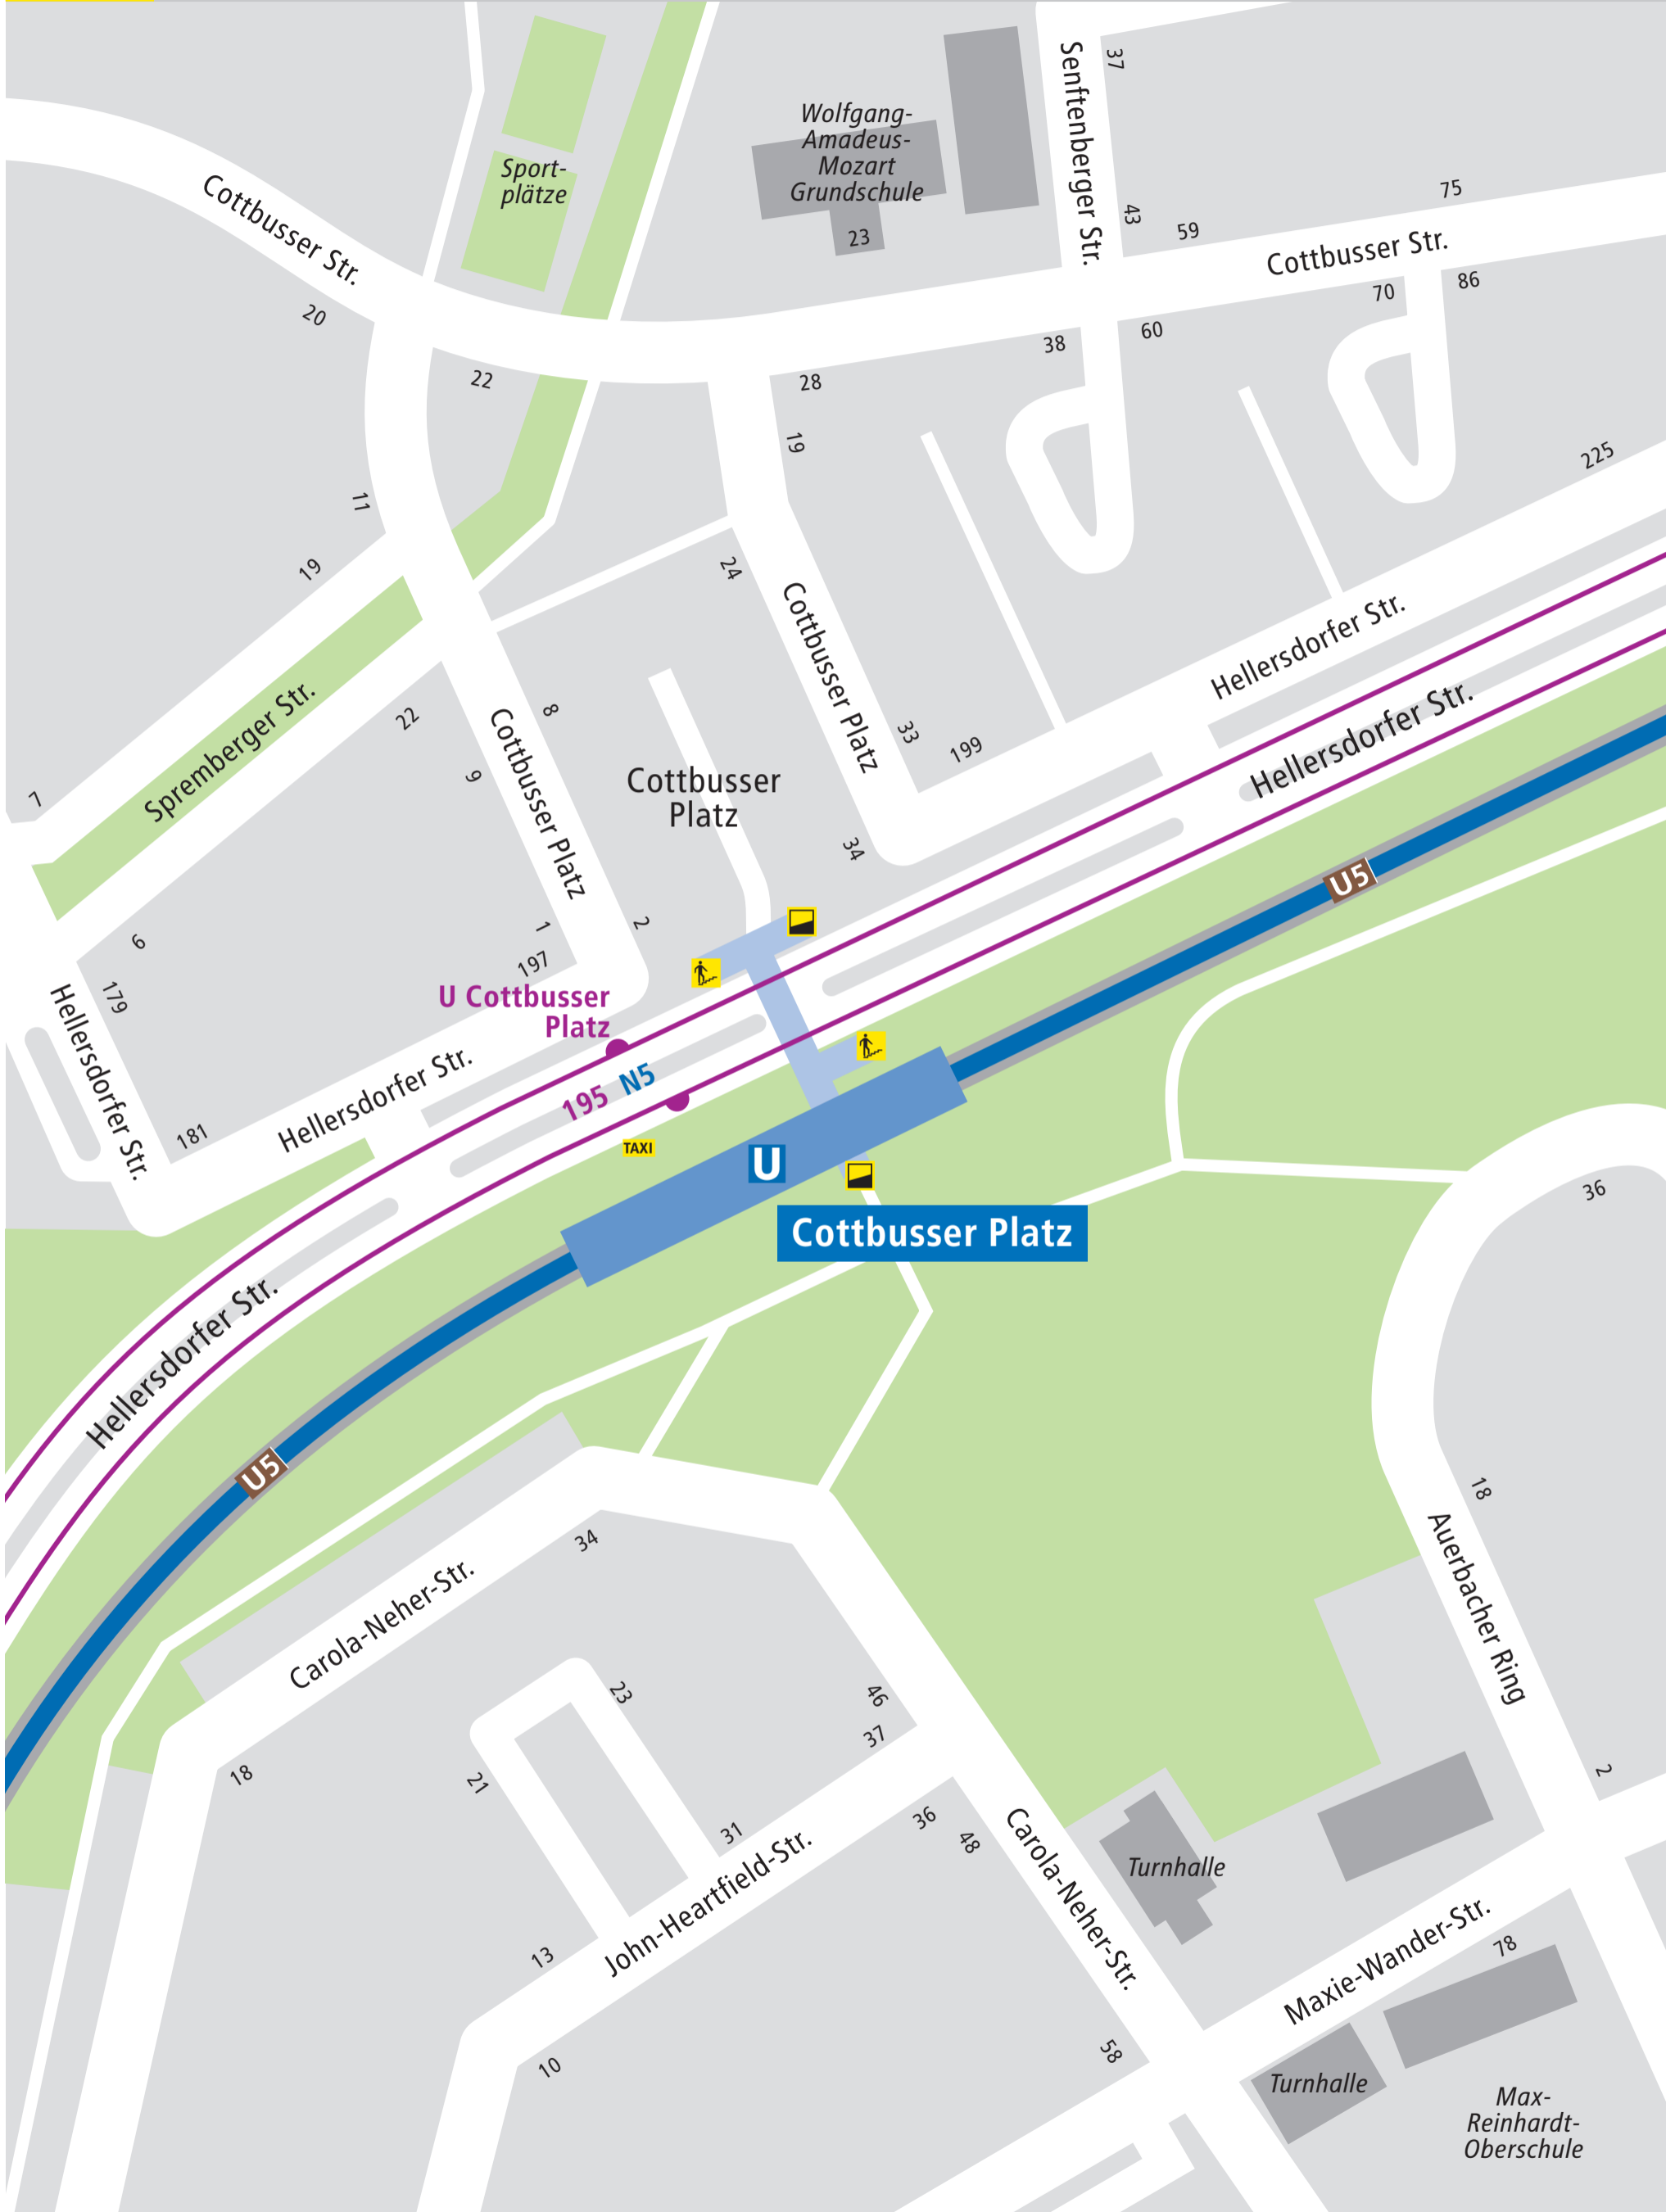 37
Senftenberger Str.
Wolfgang-
Amadeus-
Mozart
Grundschule
23
Sport-
plätze
Cottbusser Str.
43
59
75
Cottbusser Str.
20
22
28
38
60
70
86
19
225
11
19
24
Cottbusser Platz
Hellersdorfer Str.
Spremberger Str.
22
8
9
Cottbusser Platz
33
199
Hellersdorfer Str.
7
Cottbusser
Platz
34
U5
6
1
2
197
179
U Cottbusser
Platz
Hellersdorfer Str.
Hellersdorfer Str.
195 N5
181
TAXI
U
Cottbusser Platz
36
Hellersdorfer Str.
U5
18
34
Auerbacher Ring
Carola-Neher-Str.
23
46
37
18
21
2
31
36
48
John-Heartfield-Str.
Carola-Neher-Str.
Turnhalle
13
Maxie-Wander-Str.
78
10
58
Turnhalle
Max-
Reinhardt-
Oberschule